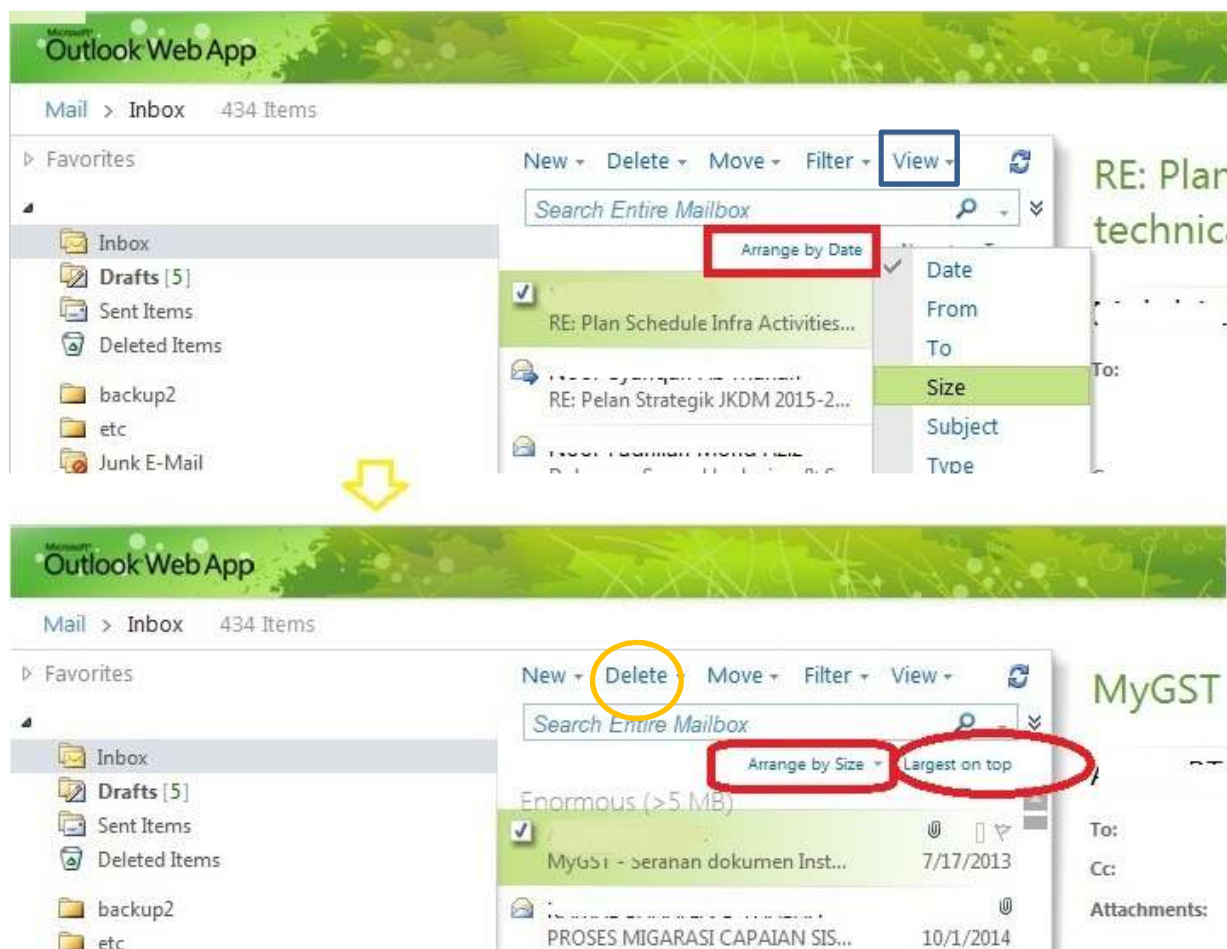 Microsoft
Outlook Web App
Mail > Inbox 434 Items
Favorites
New Delete Move Filter View
Search Entire Mailbox
Arrange by Date
Inbox
Drafts [5]
Sent Items
Deleted Items
backup2
etc
Junk E-Mail
RE: Plan Schedule Infra Activities...
RE: Pelan Strategik JKDM 2015-2...
Date
From
To
Size
Subject
Type
RE: Plan
technica
To:
Microsoft
Outlook Web App
Mail > Inbox 434 Items
Favorites
New Delete Move Filter View
Search Entire Mailbox
Arrange by Size Largest on top
Inbox
Drafts [5]
Sent Items
Deleted Items
backup2
etc
Enormous (>5 MB)
MyGST - Seranan dokumen Inst... 7/17/2013
PROSES MIGARASI CAPAIAN SIS... 10/1/2014
MyGST
To:
Cc:
Attachments: